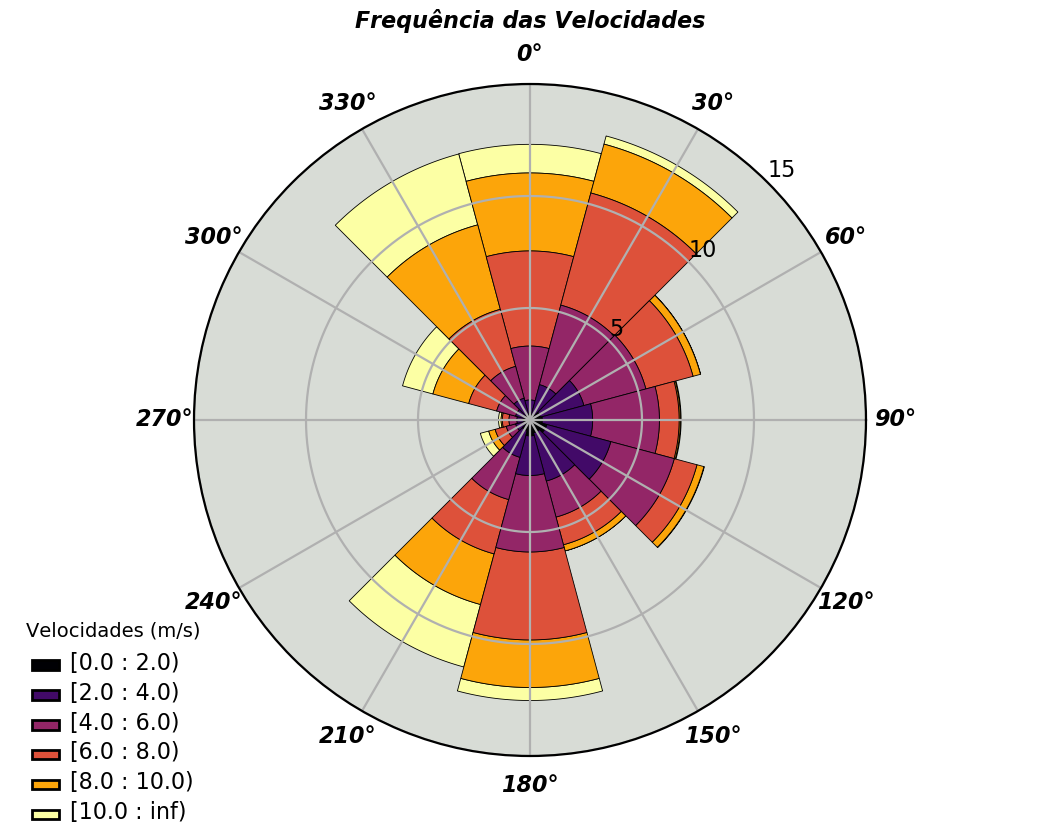 Frequência das Velocidades
0°
330°
30°
15
300°
60°
10
5
270°
90°
240°
120°
210°
150°
180°
Velocidades (m/s)
[0.0 : 2.0)
[2.0 : 4.0)
[4.0 : 6.0)
[6.0 : 8.0)
[8.0 : 10.0)
[10.0 : inf)